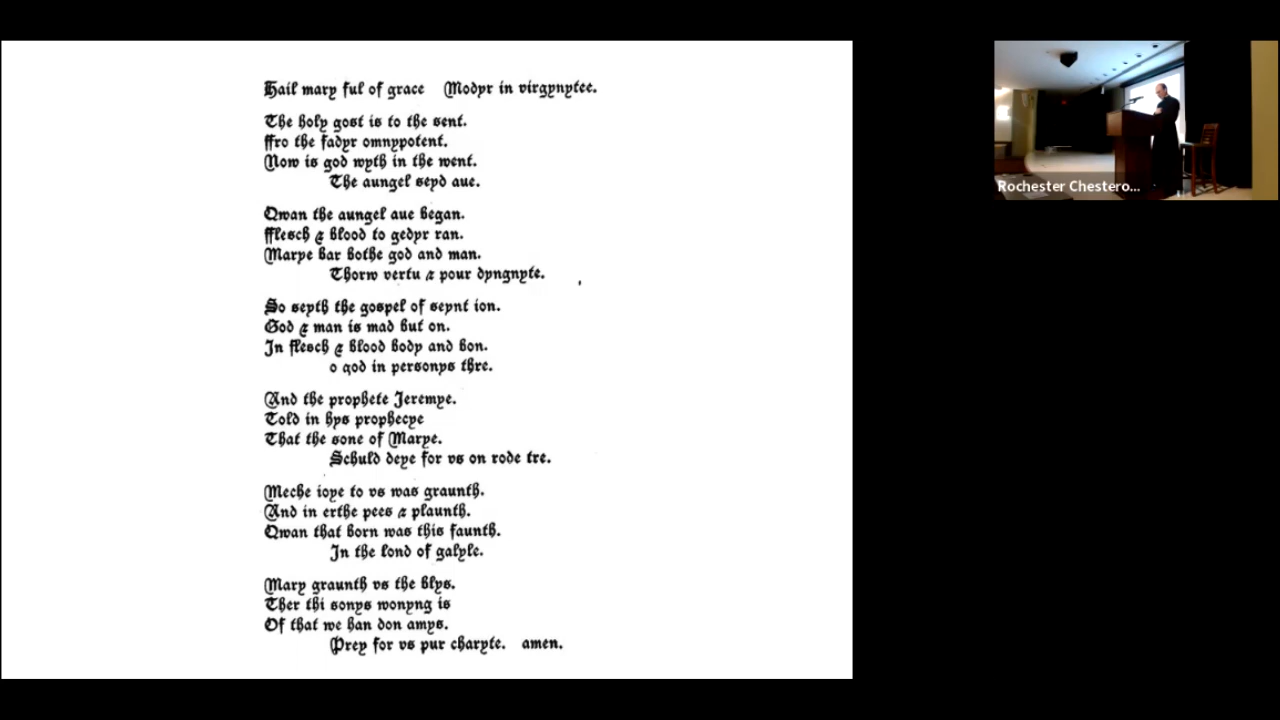 Hail mary ful of grace Modyr in virgynytee.
The holy gost is to the sent.
ffro the fadyr omnypotent.
Now is god wyth in the went.
The aungel seyd aue.
Qwan the aungel aue began.
fflesch & blood to gedyr ran.
Marye bar bothe god and man.
Thorw vertu & pour dyngnyte.
So seyth the gospel of seynt ion.
God & man is mad but on.
In flesch & blood body and bon.
o god in personys thre.
And the prophete Jeremye.
Told in hys prophecye
That the sone of Marye.
Schuld deye for vs on rode tre.
Meche ioye to vs was graunth.
And in erthe pees & plaunth.
Qwan that born was this faunth.
In the lond of galyle.
Mary graunth vs the blys.
Ther thi sonys wonyng is
Of that we han don amys.
Prey for vs pur charyte. amen.
Rochester Chestero...